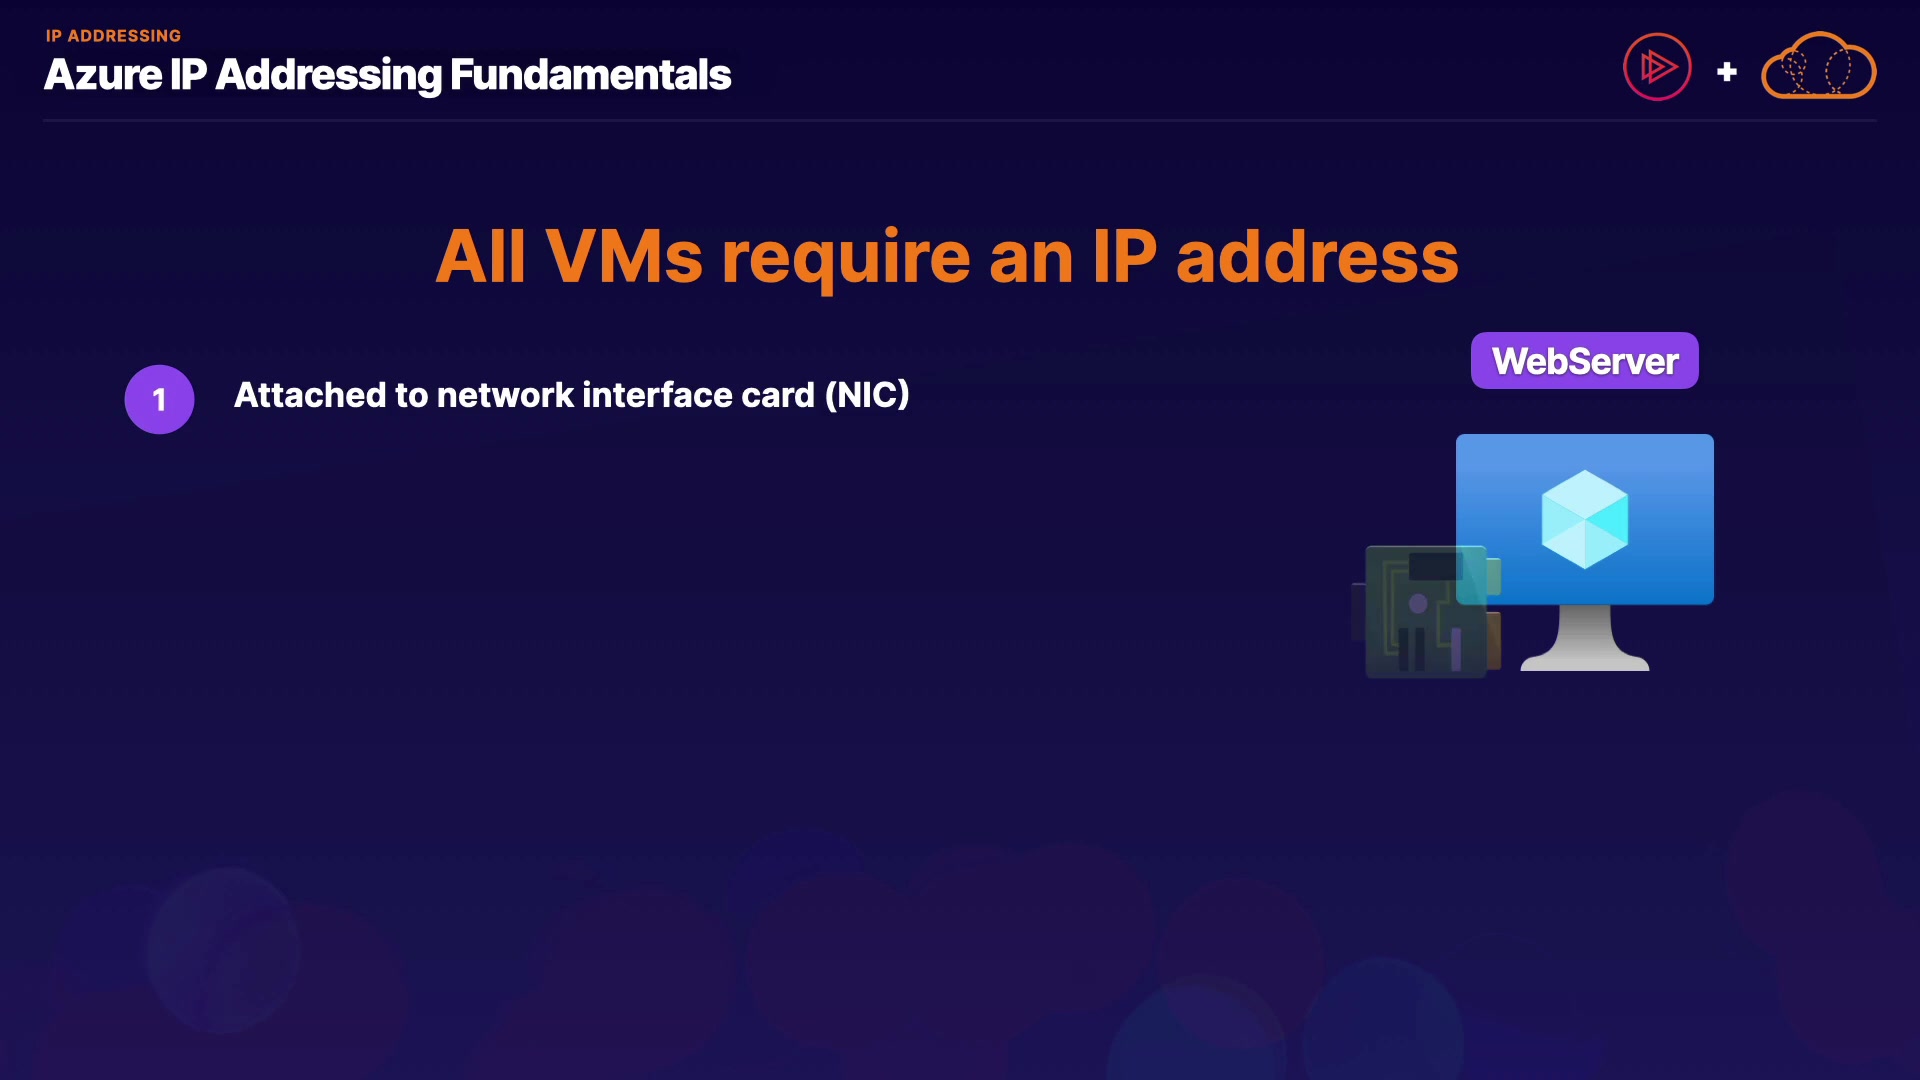 IP ADDRESSING
Azure IP Addressing Fundamentals
+
All VMs require an IP address
WebServer
1 Attached to network interface card (NIC)